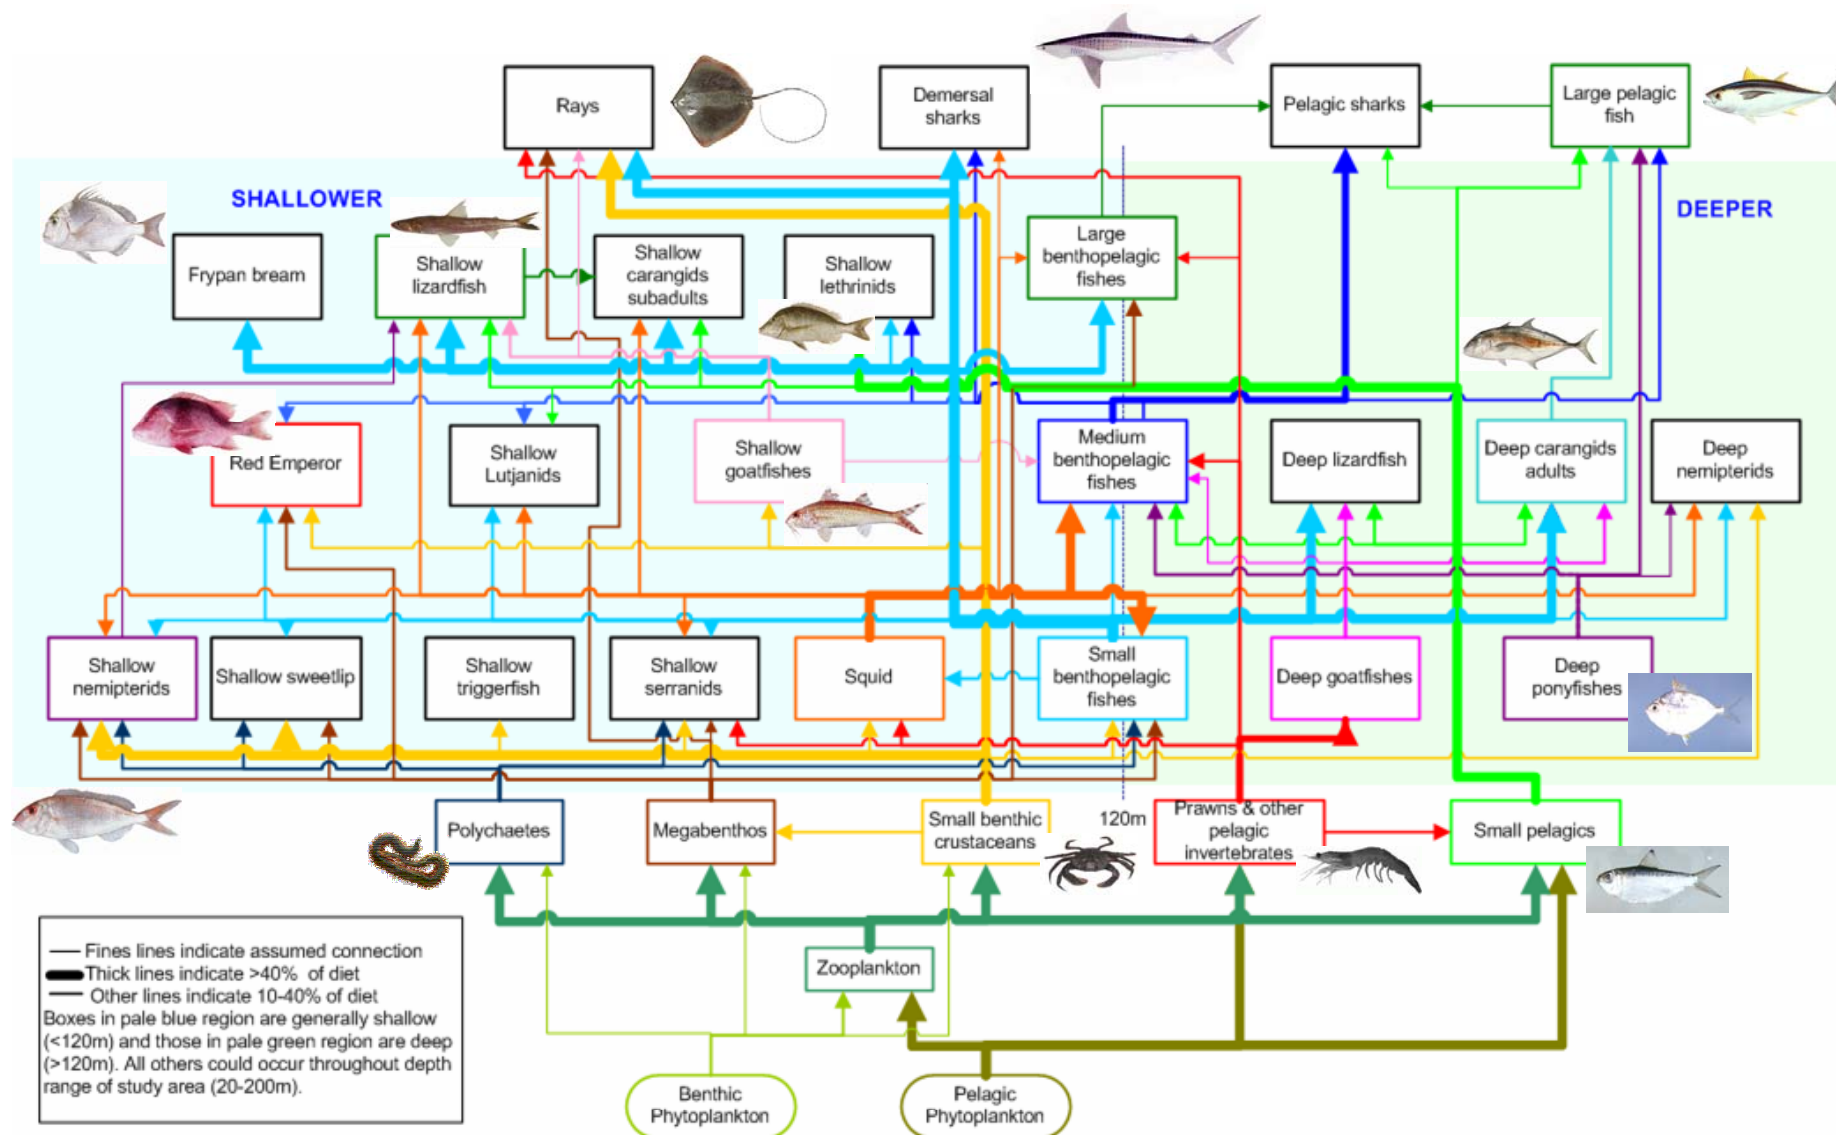 Rays
Demersal
sharks
Pelagic sharks
Large pelagic
fish
SHALLOWER
DEEPER
Frypan bream
Shallow
lizardfish
Shallow
carangids
subadults
Shallow
lethrinids
Large
benthopelagic
fishes
Red Emperor
Shallow
Lutjanids
Shallow
goatfishes
Medium
benthopelagic
fishes
Deep lizardfish
Deep carangids
adults
Deep
nemipterids
Shallow
nemipterids
Shallow sweetlip
Shallow
triggerfish
Shallow
serranids
Squid
Small
benthopelagic
fishes
Deep goatfishes
Deep
ponyfishes
Polychaetes
Megabenthos
Small benthic
crustaceans
120m
Prawns & other
pelagic
invertebrates
Small pelagics
Zooplankton
Benthic
Phytoplankton
Pelagic
Phytoplankton
Fines lines indicate assumed connection
Thick lines indicate >40% of diet
Other lines indicate 10-40% of diet
Boxes in pale blue region are generally shallow
(<120m) and those in pale green region are deep
(>120m). All others could occur throughout depth
range of study area (20-200m).